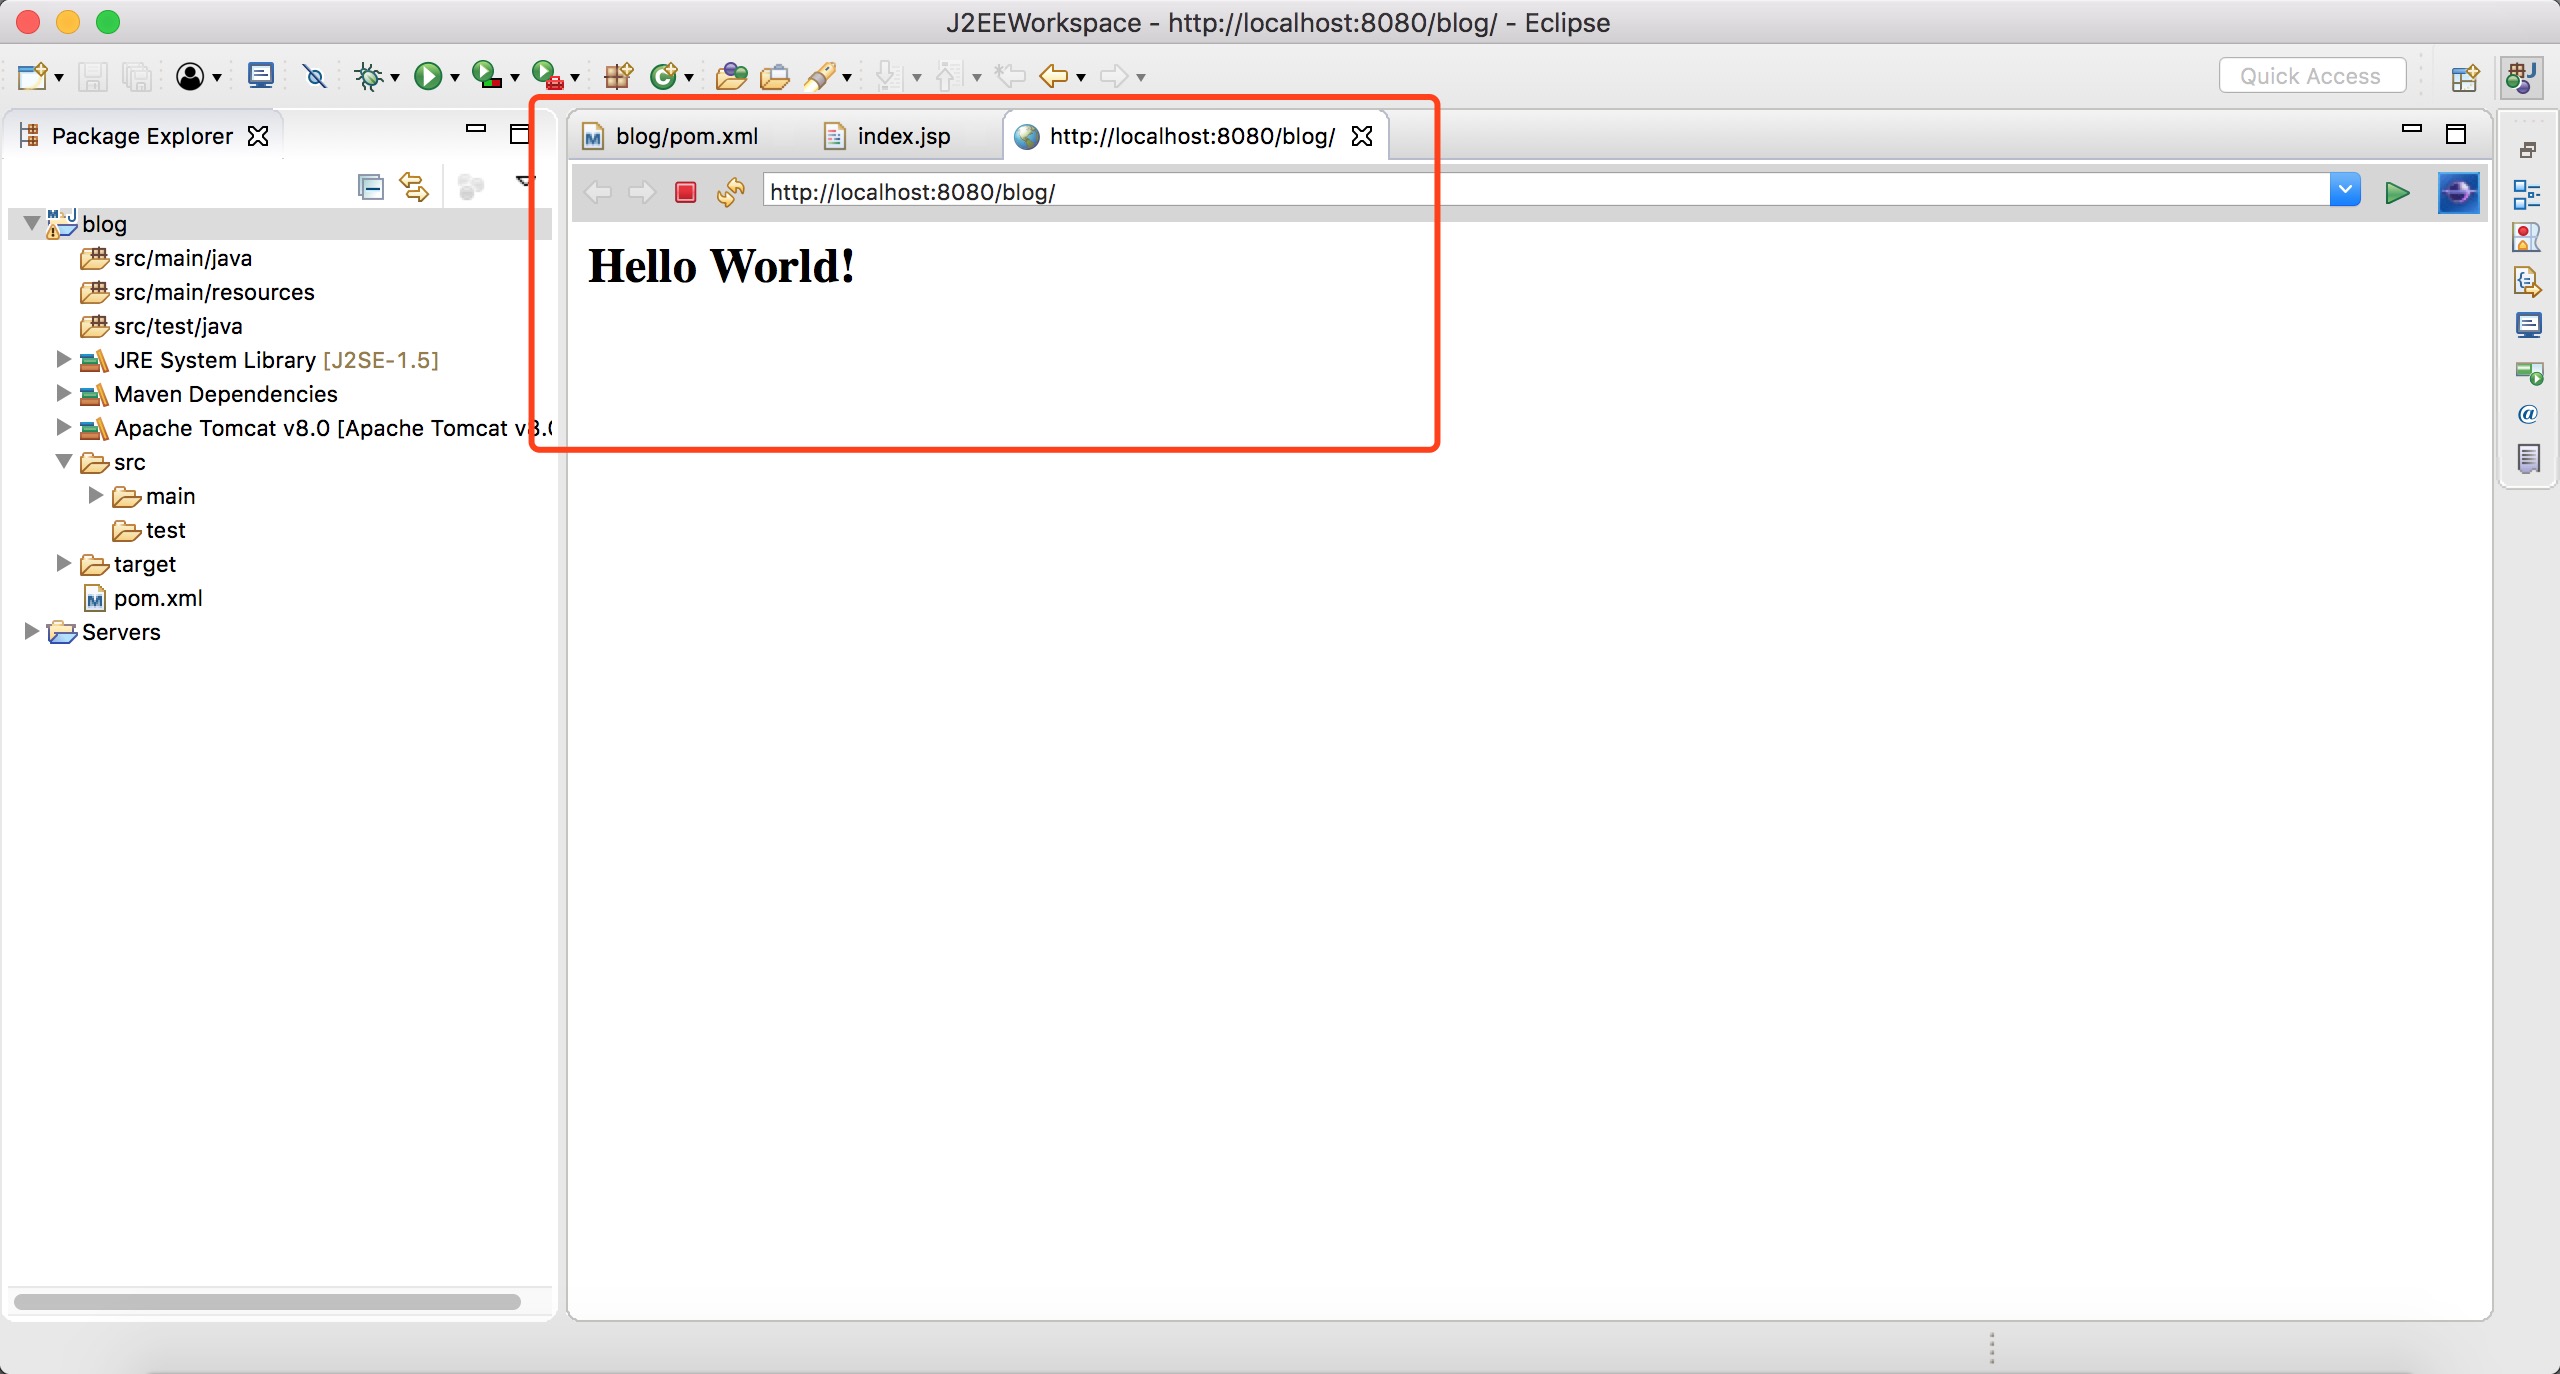 J2EEWorkspace - http://localhost:8080/blog/ - Eclipse
Quick Access
Package Explorer
blog/pom.xml index.jsp http://localhost:8080/blog/
http://localhost:8080/blog/
blog
src/main/java
src/main/resources
src/test/java
JRE System Library [J2SE-1.5]
Maven Dependencies
Apache Tomcat v8.0 [Apache Tomcat v8.0
src
main
test
target
pom.xml
Servers
Hello World!